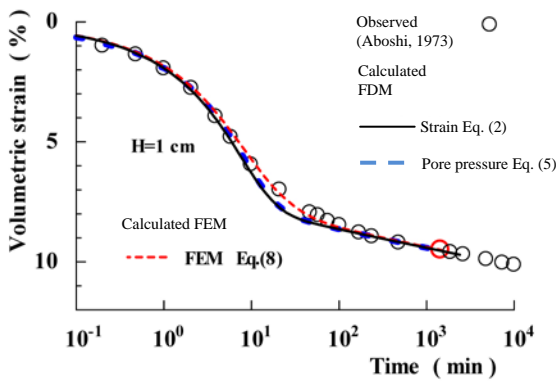 0
5
10
Volumetric strain ( % )
Observed
(Aboshi, 1973)
Calculated
FDM
Strain Eq. (2)
Pore pressure Eq. (5)
H=1 cm
Calculated FEM
FEM Eq.(8)
10-1 100 101 102 103 104
Time ( min )